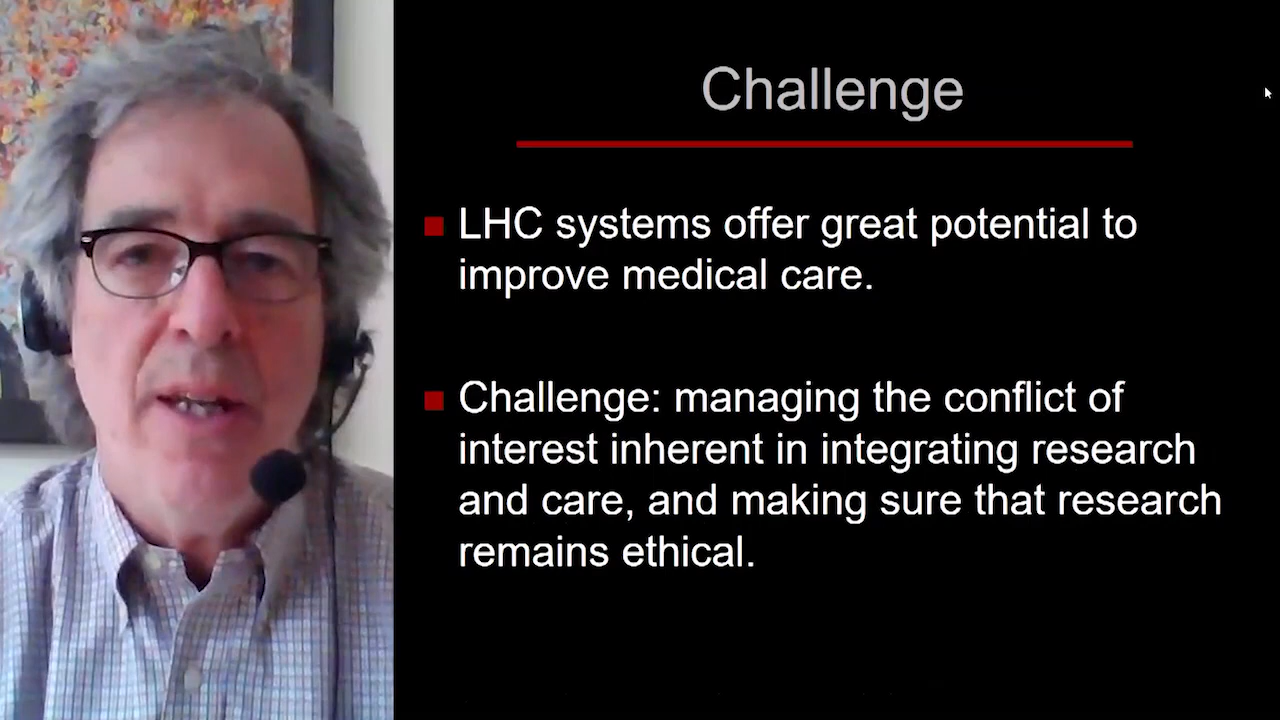 Challenge
LHC systems offer great potential to
improve medical care.
Challenge: managing the conflict of
interest inherent in integrating research
and care, and making sure that research
remains ethical.